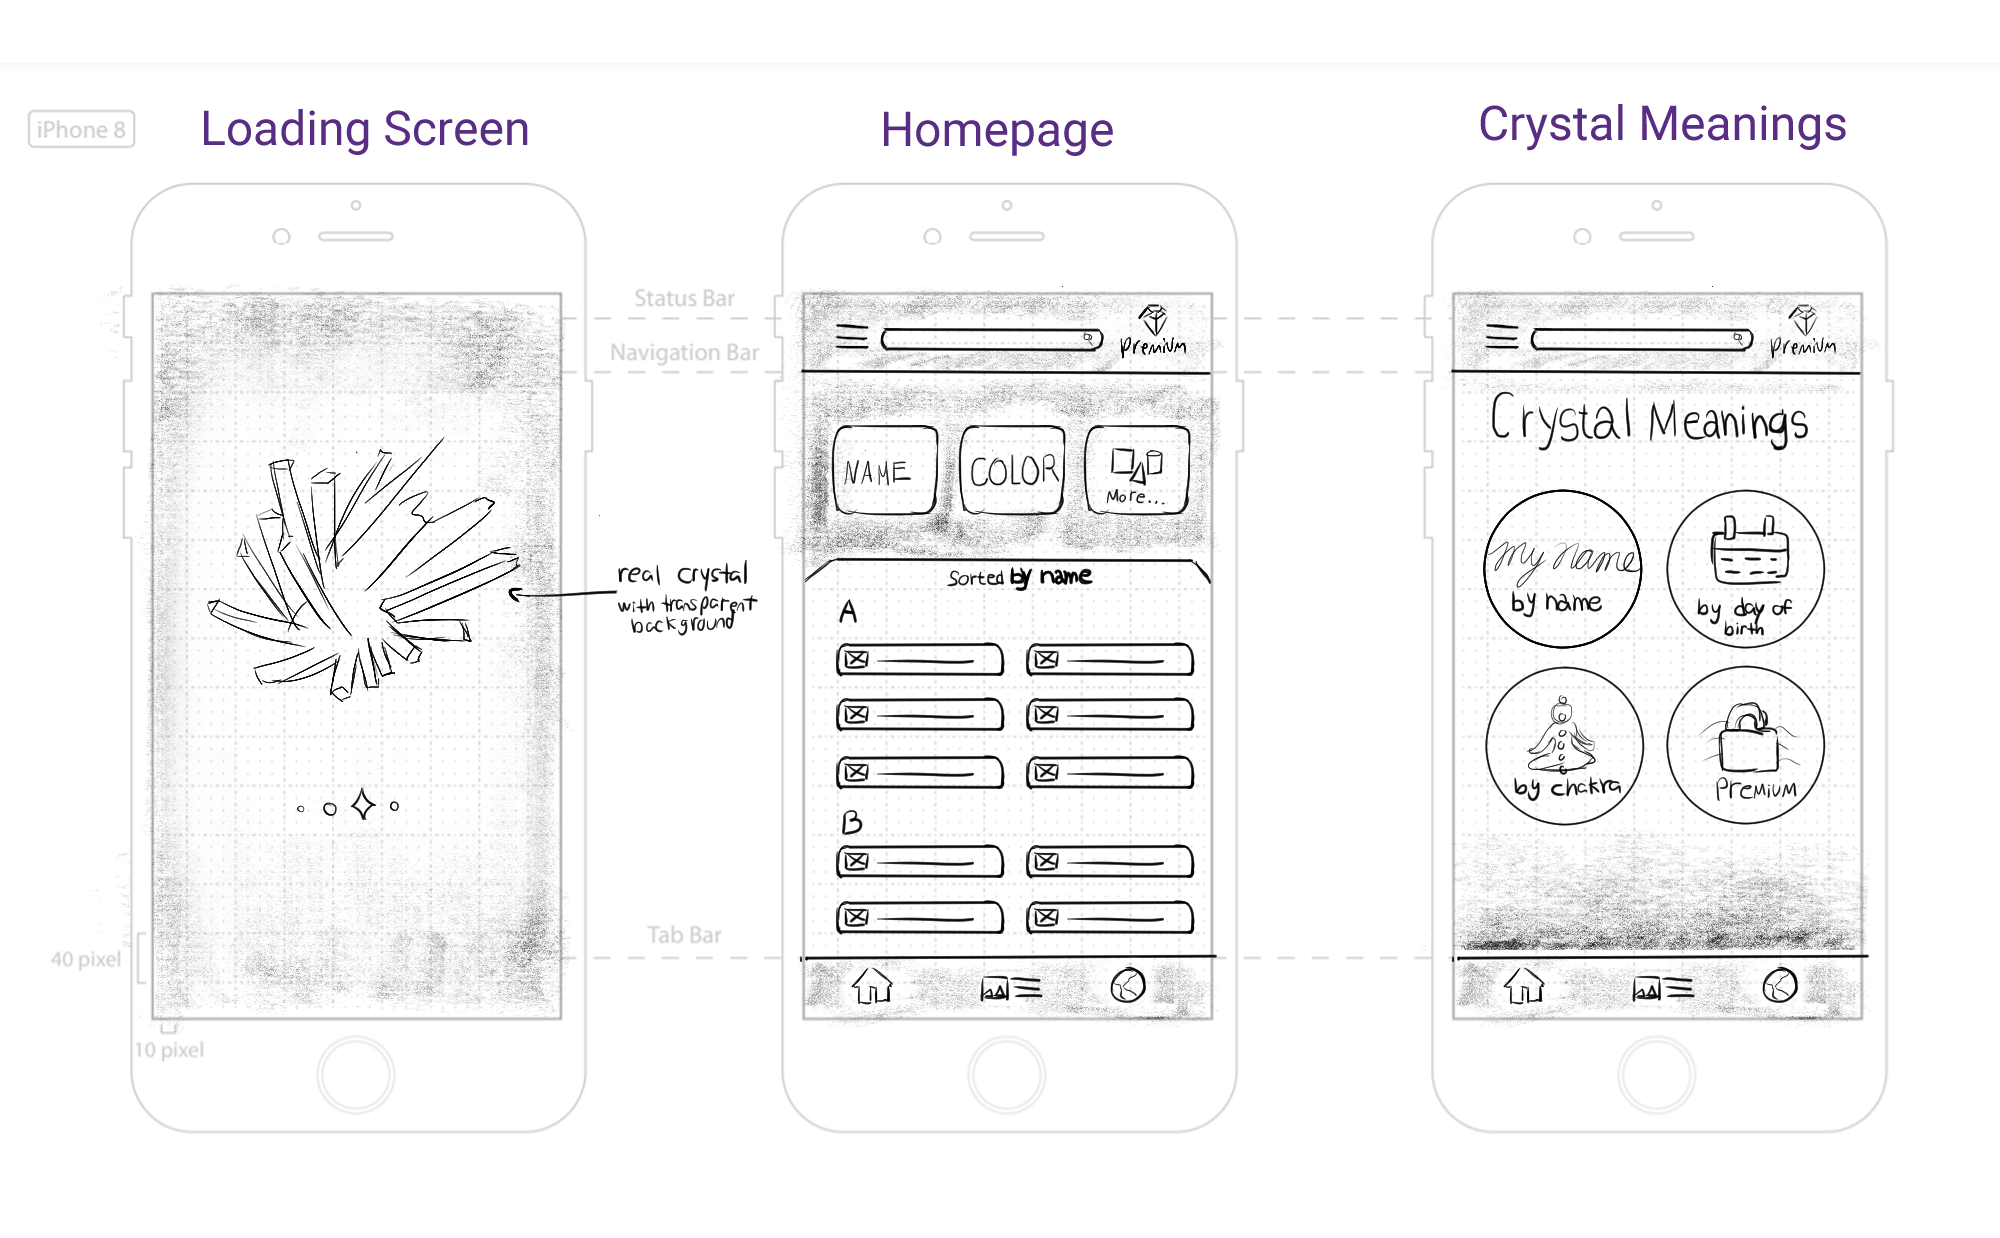 iPhone 8
Loading Screen
Homepage
Crystal Meanings
Status Bar
Navigation Bar
real crystal
with transparent
background
Tab Bar
40 pixel
10 pixel
Premium
NAME
COLOR
More...
Sorted by name
A
B
Premium
Crystal Meanings
my name
by name
by day of
birth
by chakra
Premium